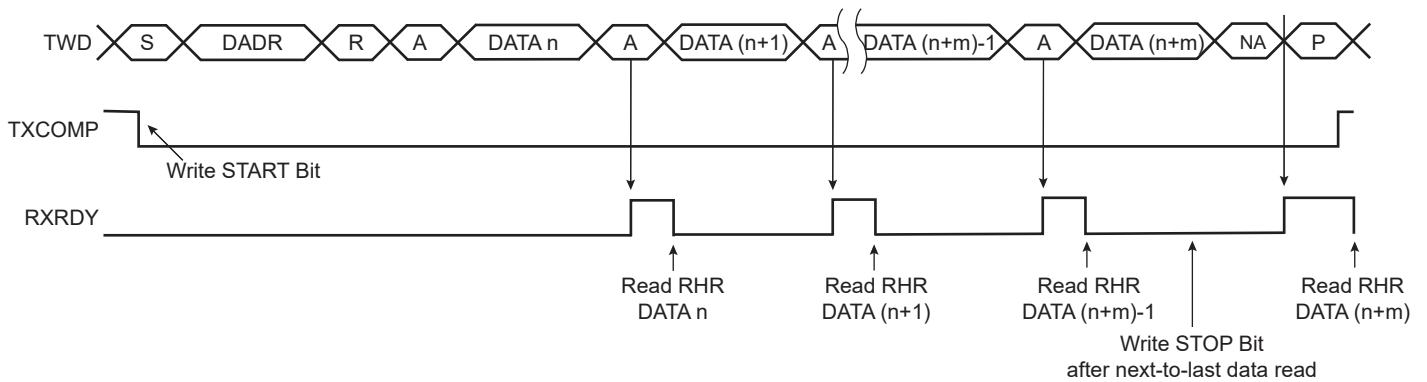 TWD S DADR R A DATA n A DATA (n+1) A DATA (n+m)-1 A DATA (n+m) NA P
TXCOMP
Write START Bit
RXRDY
Read RHR Read RHR Read RHR Read RHR
DATA n DATA (n+1) DATA (n+m)-1 DATA (n+m)
Write STOP Bit
after next-to-last data read